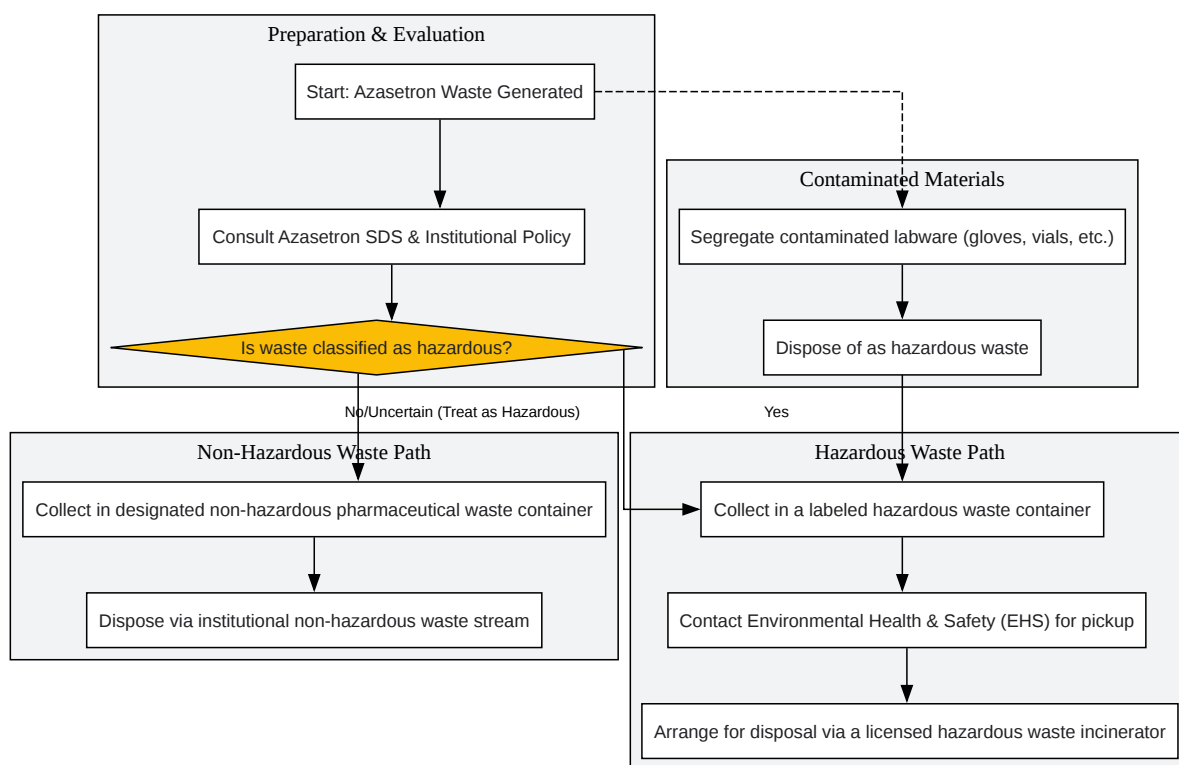 Preparation & Evaluation
Start: Azasetron Waste Generated
Consult Azasetron SDS & Institutional Policy
Is waste classified as hazardous?
Contaminated Materials
Segregate contaminated labware (gloves, vials, etc.)
Dispose of as hazardous waste
No/Uncertain (Treat as Hazardous)
Yes
Non-Hazardous Waste Path
Collect in designated non-hazardous pharmaceutical waste container
Dispose via institutional non-hazardous waste stream
Hazardous Waste Path
Collect in a labeled hazardous waste container
Contact Environmental Health & Safety (EHS) for pickup
Arrange for disposal via a licensed hazardous waste incinerator